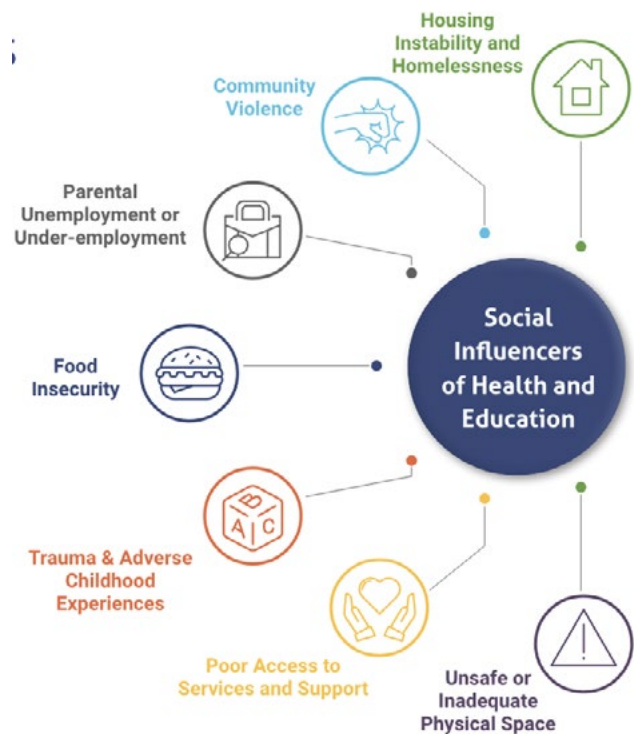 Housing
Instability and
Homelessness
Community
Violence
Parental
Unemployment or
Under-employment
Social
Influencers
of Health and
Education
Food
Insecurity
B
A C
Trauma & Adverse
Childhood
Experiences
Poor Access to
Services and Support
Unsafe or
Inadequate
Physical Space